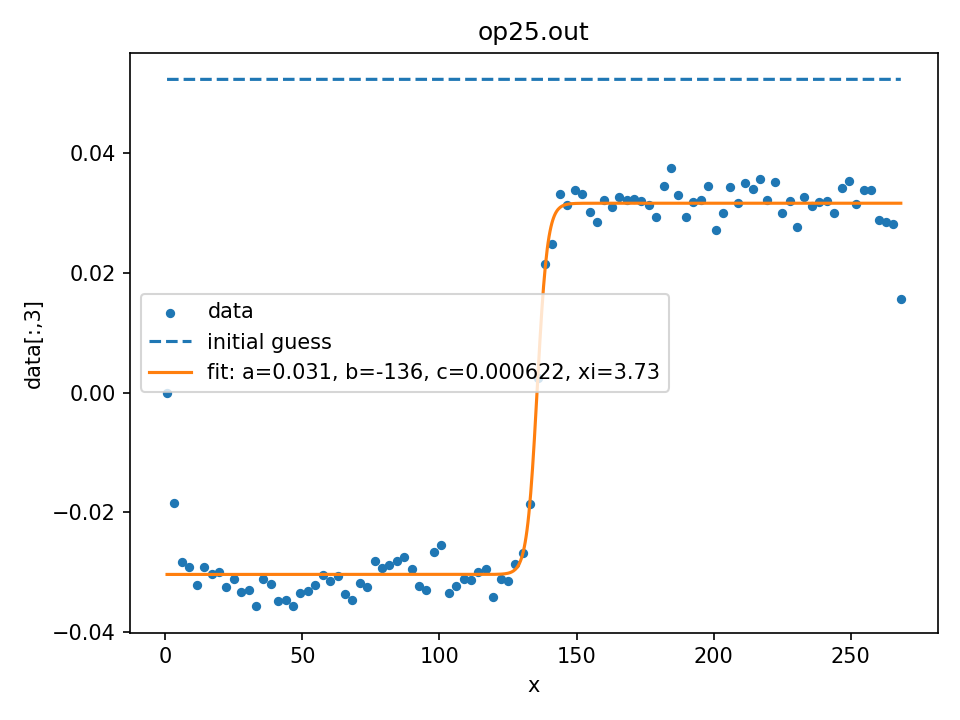 op25.out
data[:,3]
0.04
0.02
0.00
−0.02
−0.04
data
initial guess
fit: a=0.031, b=-136, c=0.000622, xi=3.73
0 50 100 150 200 250
x